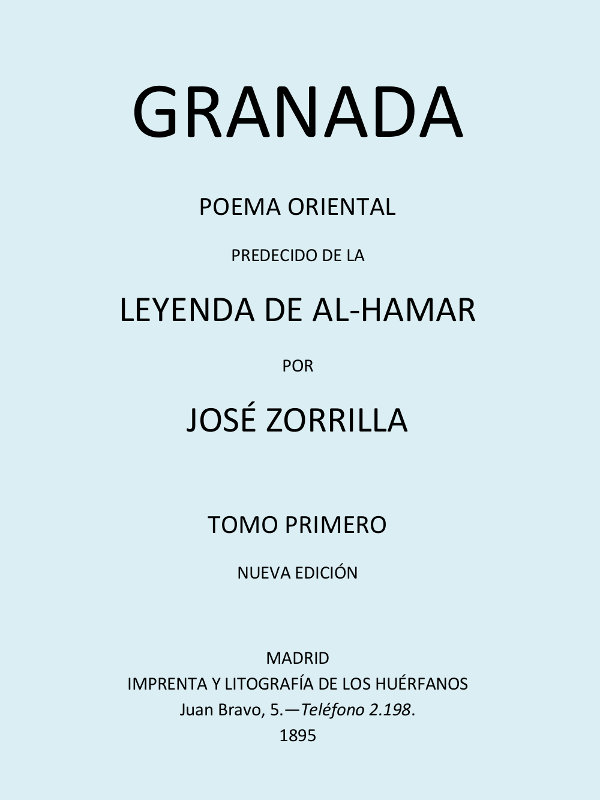 GRANADA
POEMA ORIENTAL
PREDECIDO DE LA
LEYENDA DE AL-HAMAR
POR
JOSÉ ZORRILLA
TOMO PRIMERO
NUEVA EDICIÓN
MADRID
IMPRENTA Y LITOGRAFÍA DE LOS HUÉRFANOS
Juan Bravo, 5.—Teléfono 2.198.
1895